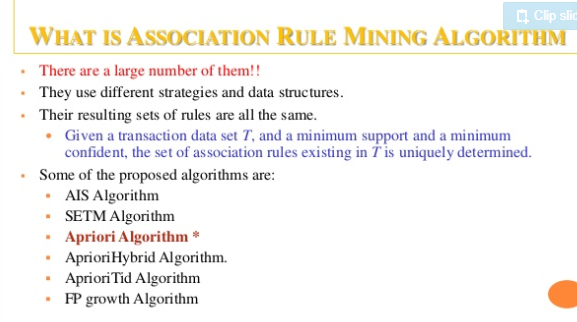 Clip slic
WHAT IS ASSOCIATION RULE MINING ALGORITHM
There are a large number of them!!
They use different strategies and data structures.
Their resulting sets of rules are all the same.
Given a transaction data set T, and a minimum support and a minimum
confident, the set of association rules existing in T is uniquely determined.
Some of the proposed algorithms are:
AIS Algorithm
SETM Algorithm
Apriori Algorithm *
AprioriHybrid Algorithm.
AprioriTid Algorithm
FP growth Algorithm